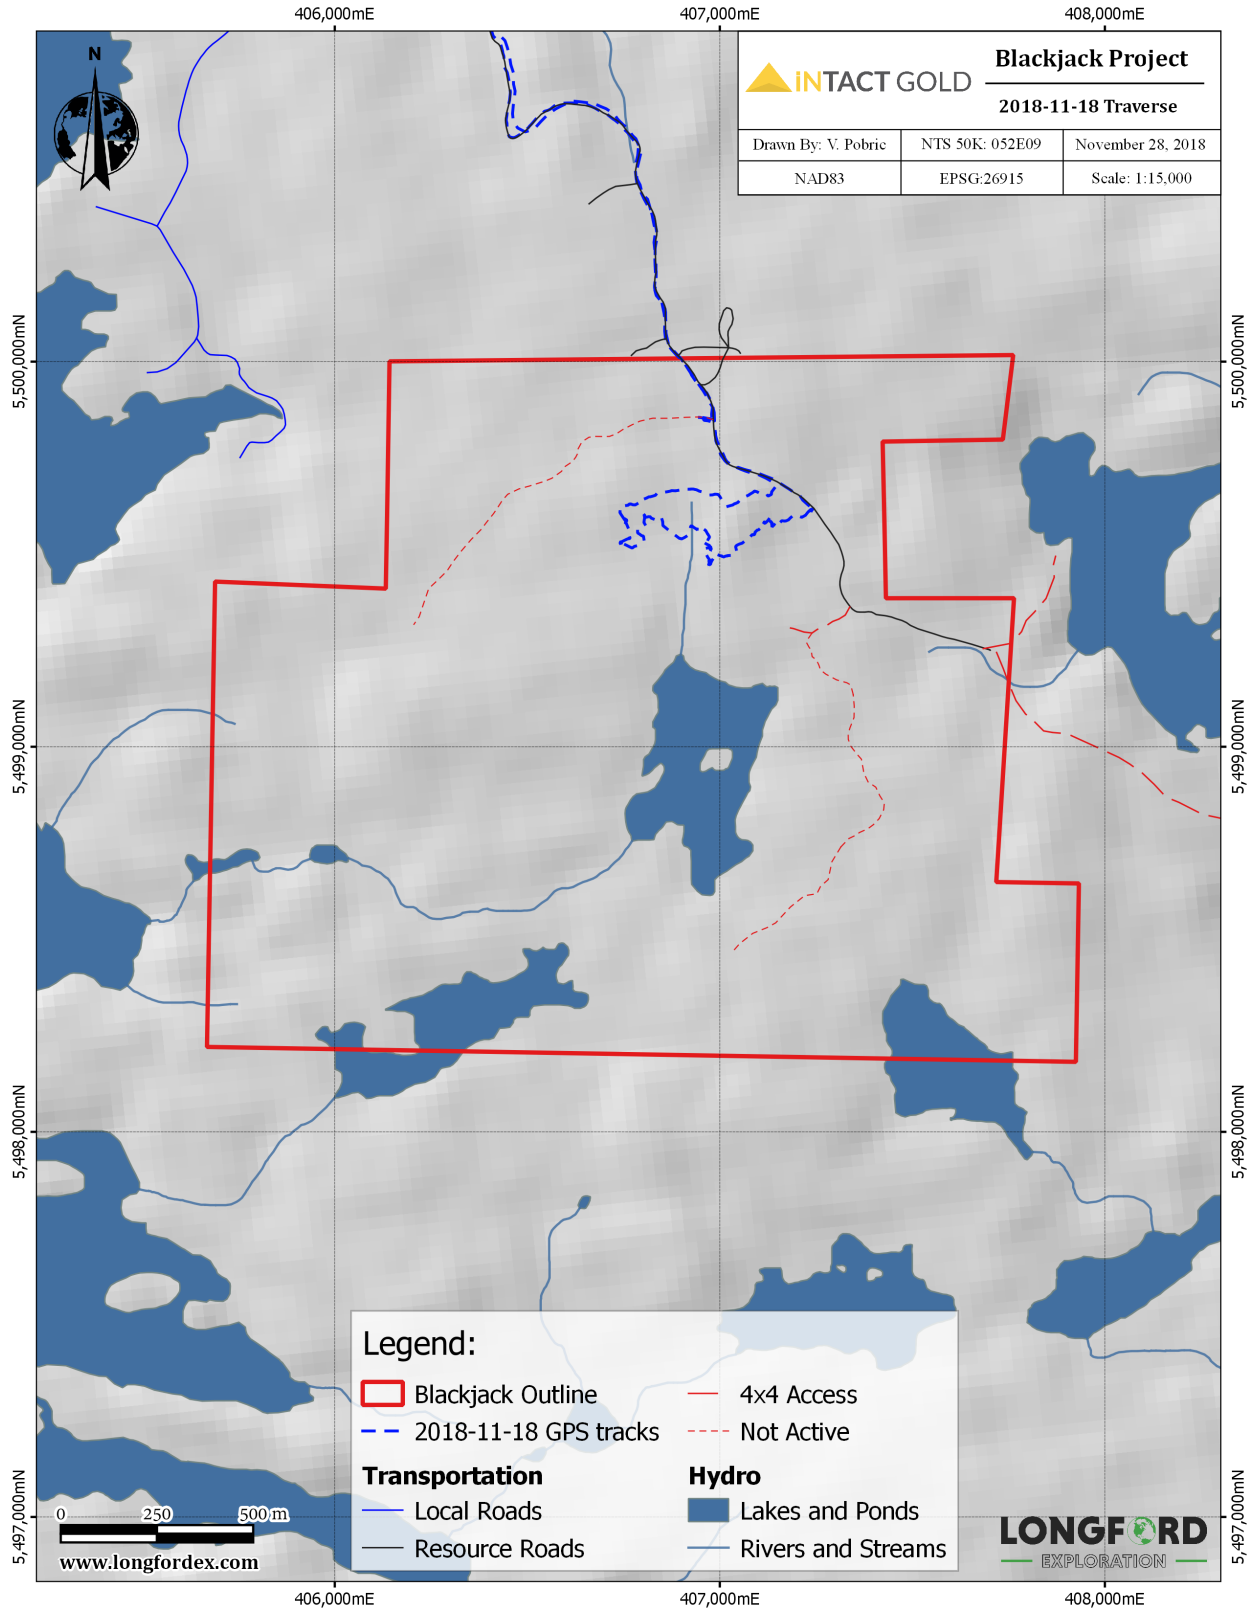 406,000mE
407,000mE
408,000mE
N
iNTACT GOLD
Blackjack Project
2018-11-18 Traverse
Drawn By: V. Pobric
NTS 50K: 052E09
November 28, 2018
NAD83
EPSG:26915
Scale: 1:15,000
5,500,000mN
5,500,000mN
5,499,000mN
5,499,000mN
5,498,000mN
5,498,000mN
5,497,000mN
5,497,000mN
Legend:
Blackjack Outline
2018-11-18 GPS tracks
Transportation
Local Roads
Resource Roads
4x4 Access
Not Active
Hydro
Lakes and Ponds
Rivers and Streams
0 250 500 m
www.longfordex.com
LONGFORD
EXPLORATION
406,000mE
407,000mE
408,000mE